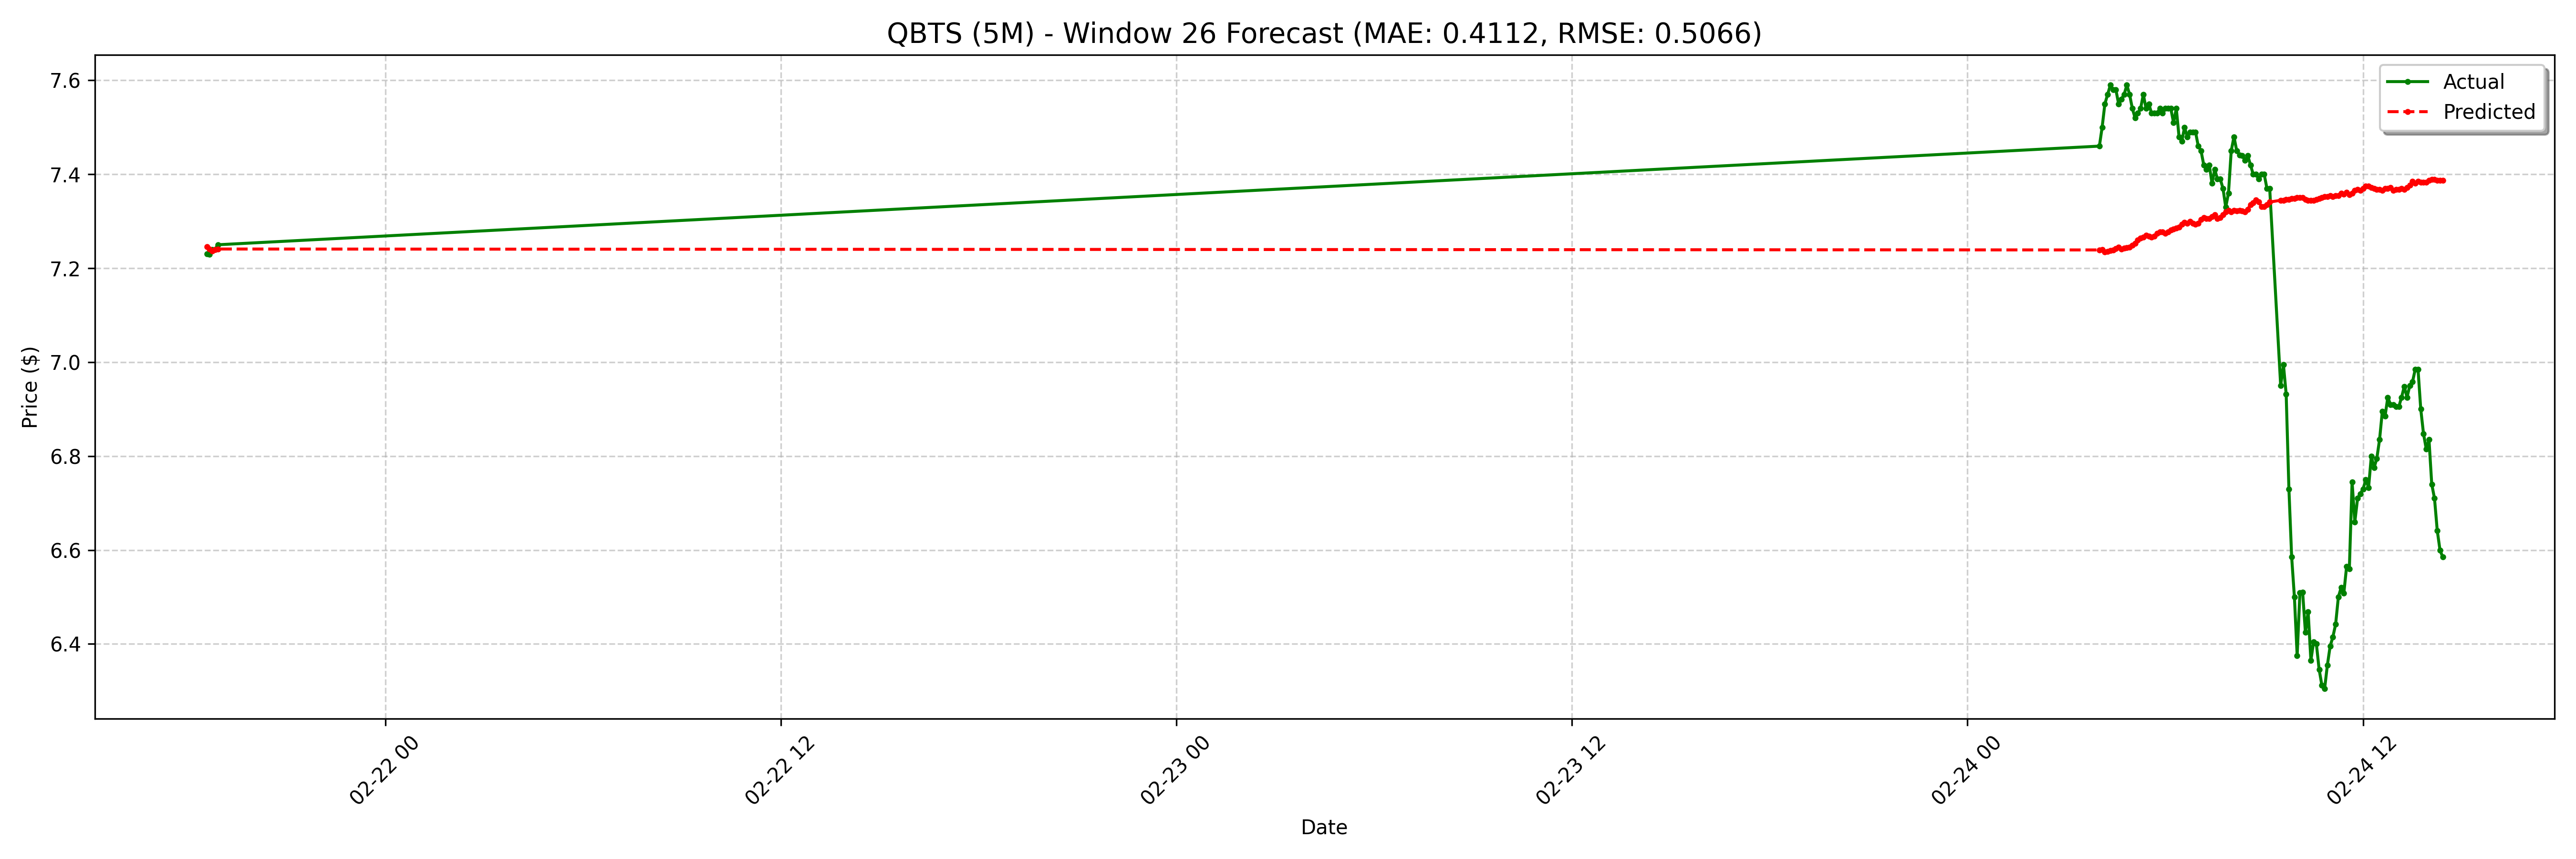 QBTS (5M) - Window 26 Forecast (MAE: 0.4112, RMSE: 0.5066)
Actual
Predicted
Price ($)
7.6
7.4
7.2
7.0
6.8
6.6
6.4
02-22 00
02-22 12
02-23 00
02-23 12
02-24 00
02-24 12
Date